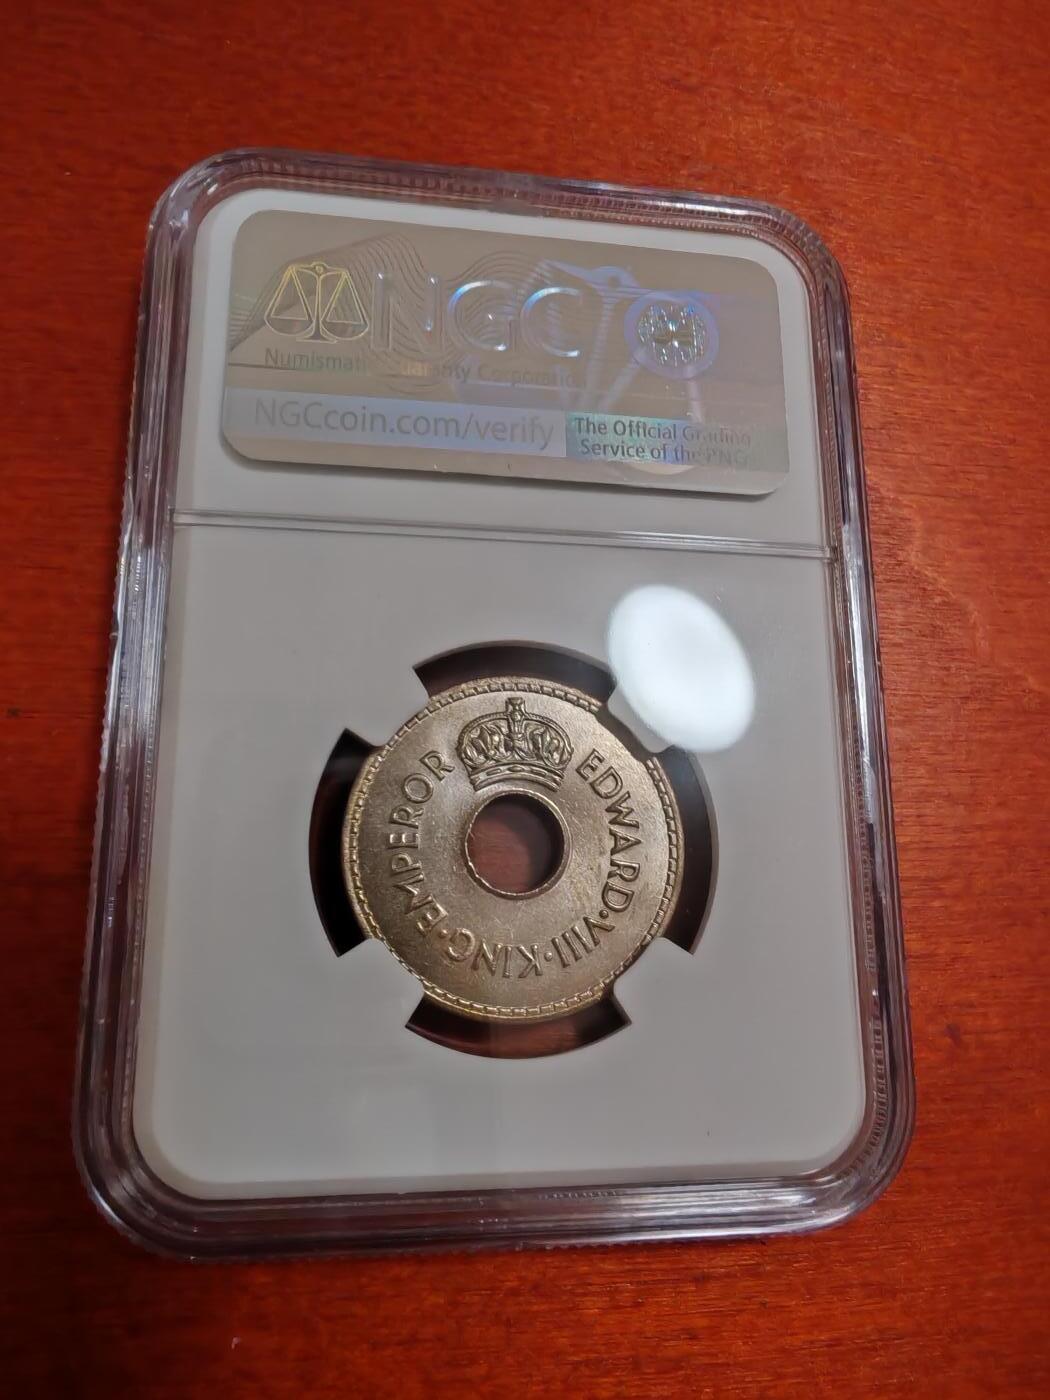 NGC
Numismatic Guaranty Corporation
NGCcoin.com/verify
The Official Grading
Service of the PNG
EDWARD·VIII·KING·EMPEROR